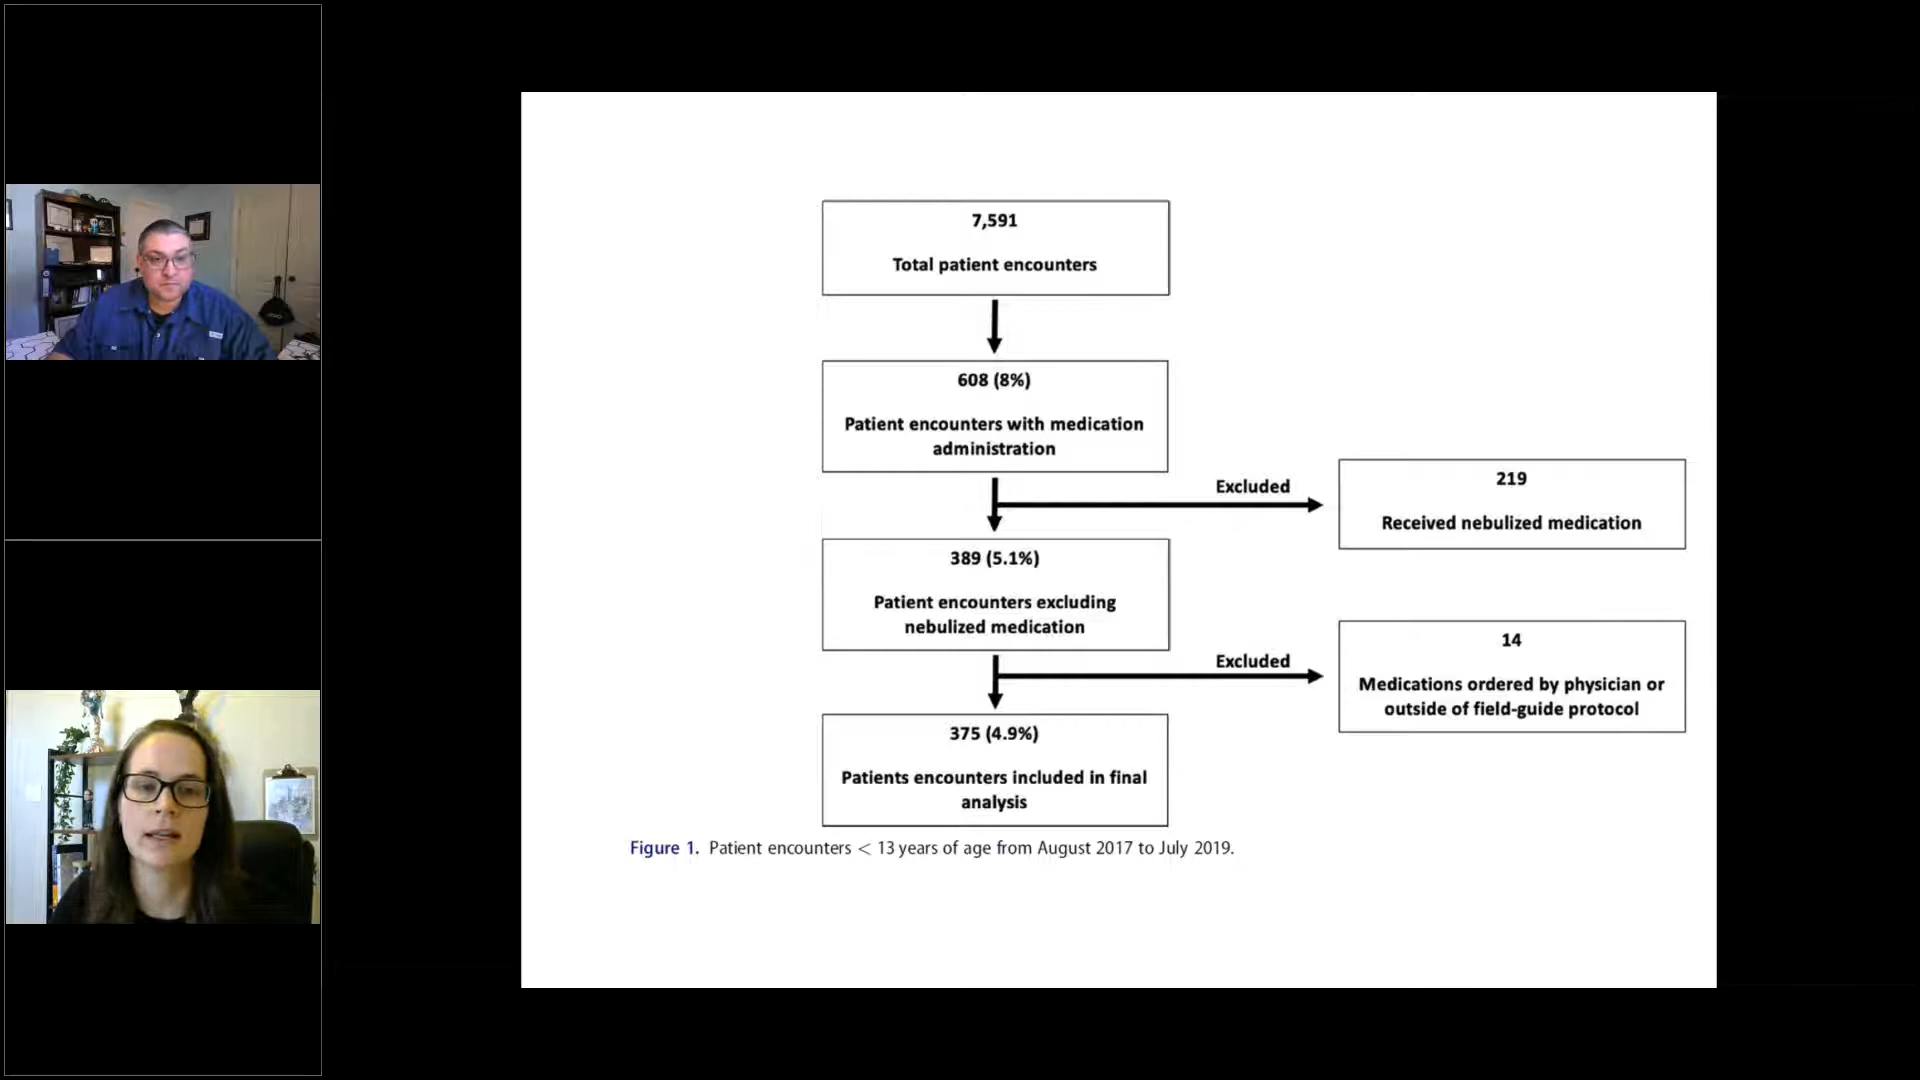 7,591
Total patient encounters
608 (8%)
Patient encounters with medication
administration
Excluded
219
Received nebulized medication
389 (5.1%)
Patient encounters excluding
nebulized medication
Excluded
14
Medications ordered by physician or
outside of field-guide protocol
375 (4.9%)
Patients encounters included in final
analysis
Figure 1. Patient encounters < 13 years of age from August 2017 to July 2019.